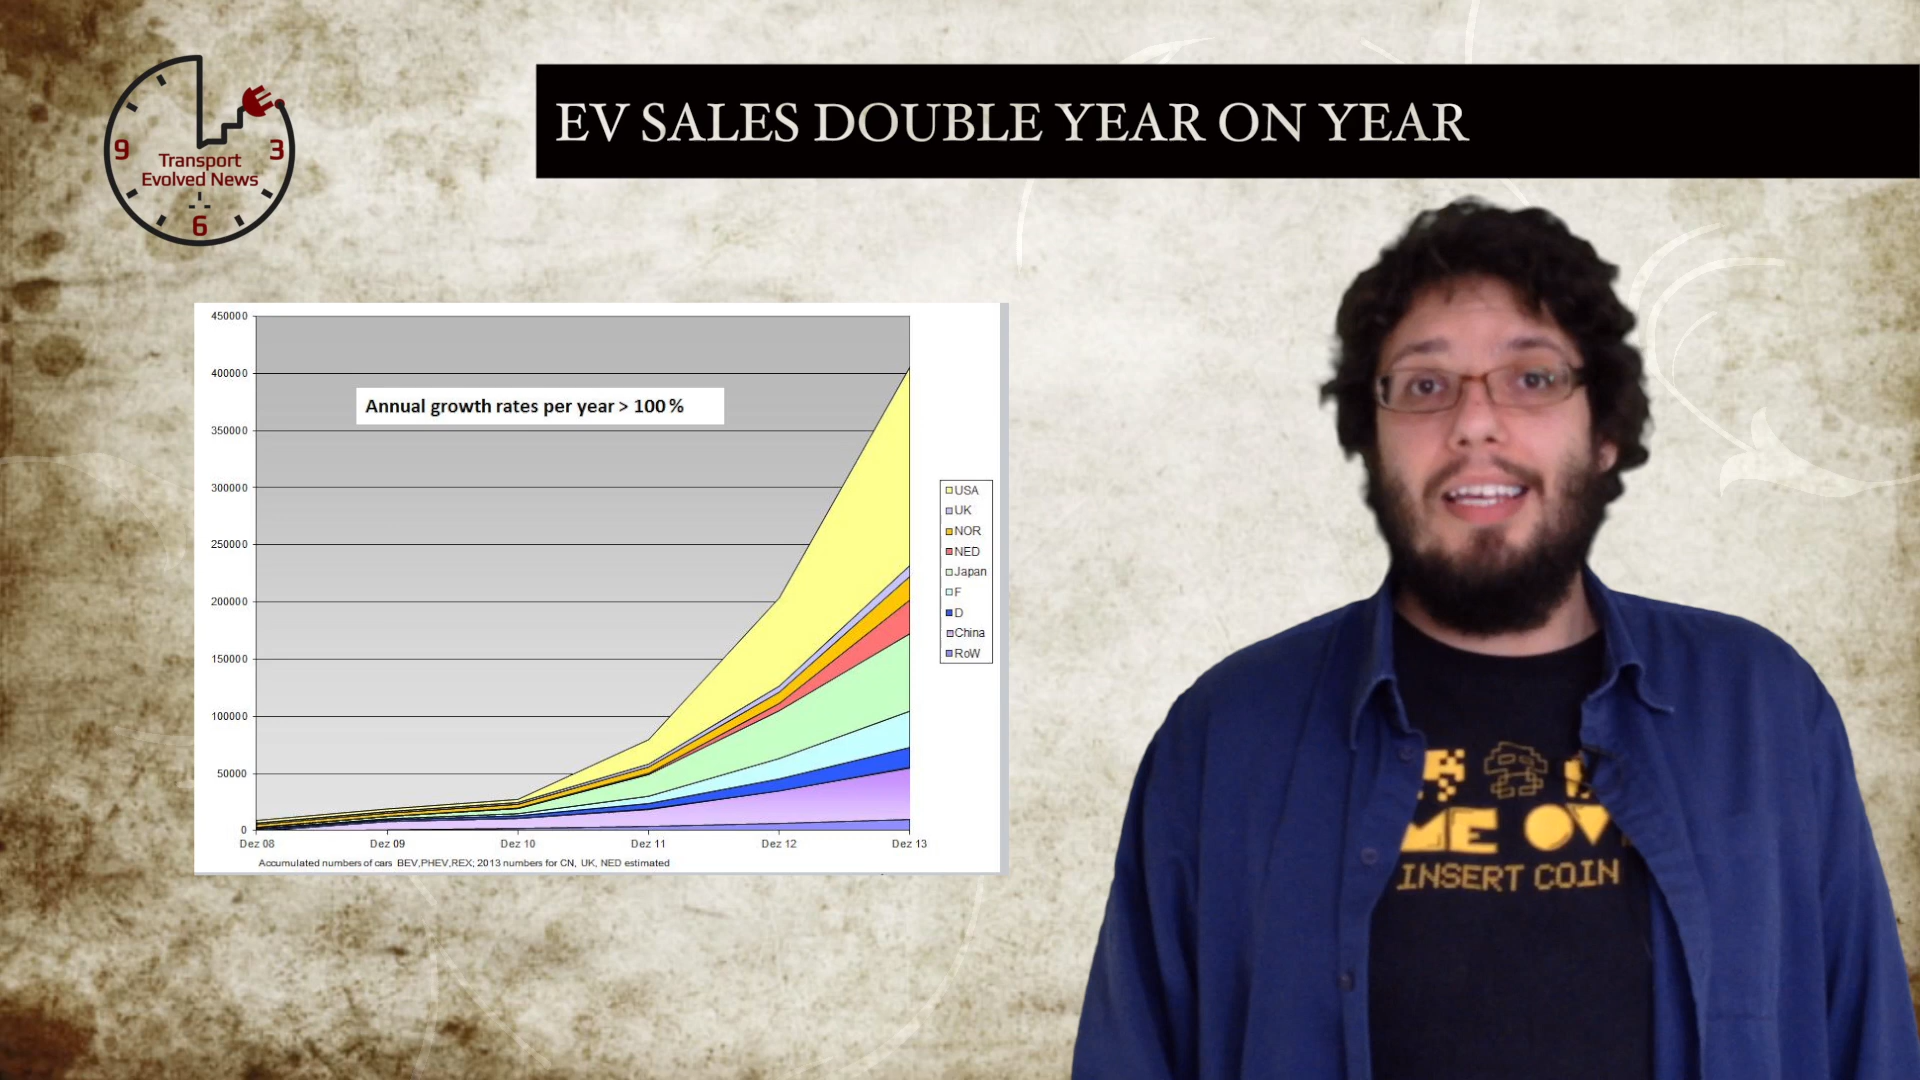 EV SALES DOUBLE YEAR ON YEAR
9
3
Transport
Evolved News
6
450000
400000
Annual growth rates per year > 100 %
350000
300000
250000
200000
150000
100000
50000
0
USA
UK
NOR
NED
Japan
F
D
China
RoW
Dez 08
Dez 09
Dez 10
Dez 11
Dez 12
Dez 13
Accumulated numbers of cars BEV,PHEV,REX; 2013 numbers for CN, UK, NED estimated
ME OV
INSERT COIN